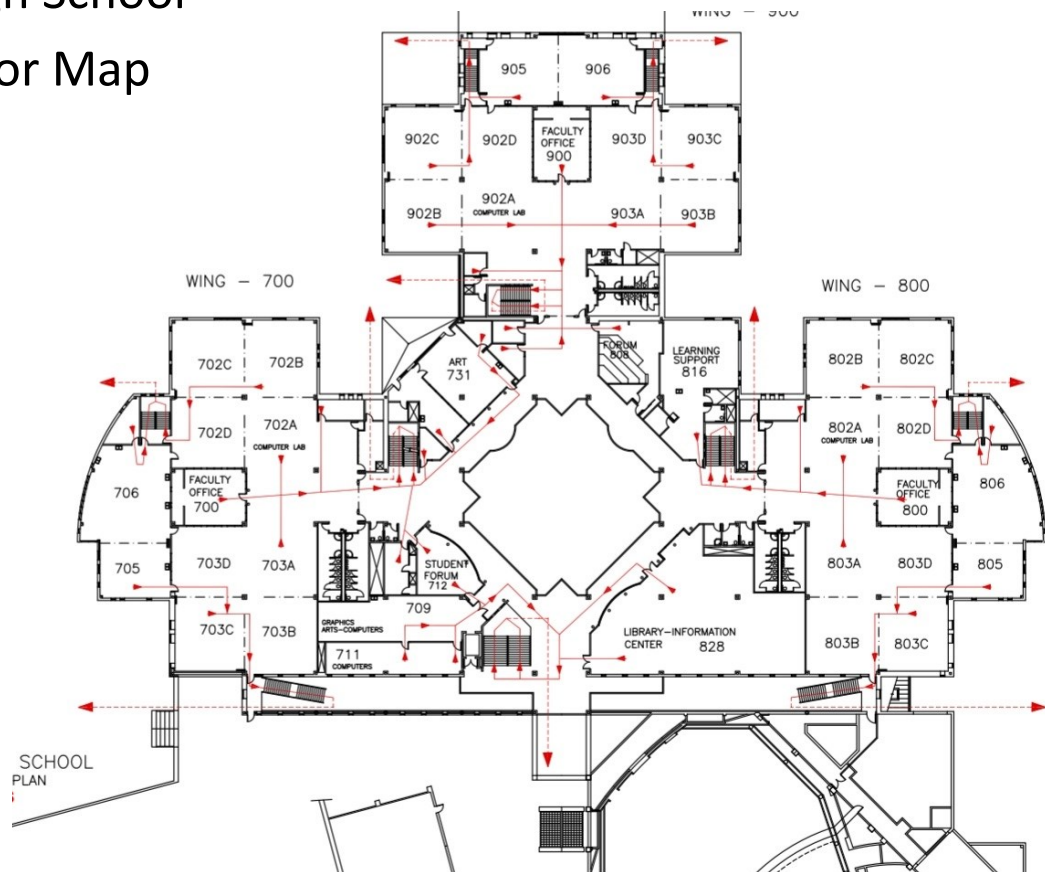 School
or Map
WING - 900
905
906
902C
902D
FACULTY
OFFICE
900
903D
903C
902A
COMPUTER LAB
902B
903A
903B
WING - 700
WING - 800
702C
702B
ART
731
FORUM
808
LEARNING
SUPPORT
816
802B
802C
702D
702A
COMPUTER LAB
802A
COMPUTER LAB
802D
706
FACULTY
OFFICE
700
FACULTY
OFFICE
800
806
705
703D
703A
STUDENT
FORUM
712
803A
803D
805
709
GRAPHICS
ARTS-COMPUTERS
703C
703B
711
COMPUTERS
LIBRARY-INFORMATION
CENTER
828
803B
803C
SCHOOL
PLAN